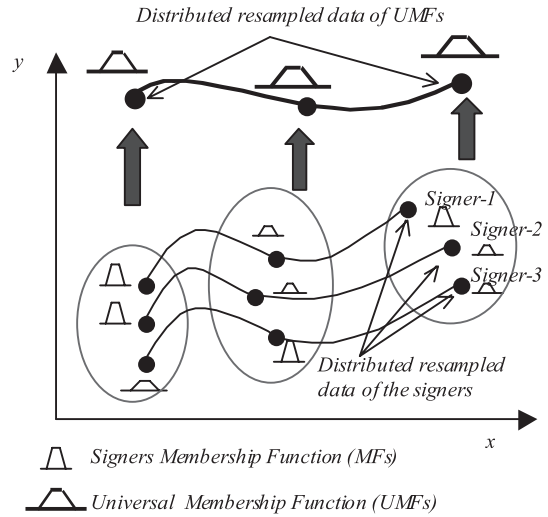 Distributed resampled data of UMFs
y
Signer-1
Signer-2
Signer-3
Distributed resampled
data of the signers
x
Signers Membership Function (MFs)
Universal Membership Function (UMFs)